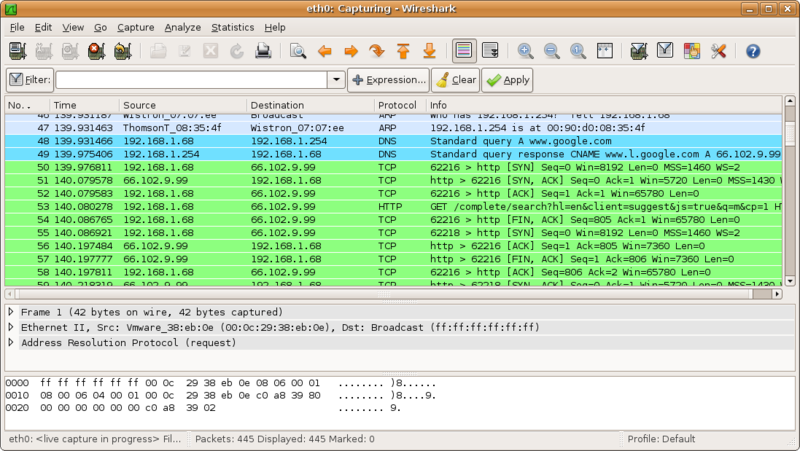 eth0: Capturing - Wireshark
File Edit View Go Capture Analyze Statistics Help
Filter: Expression... Clear Apply
No.. Time Source Destination Protocol Info
46 139.931187 Wistron_07:07:ee Broadcast ARP Who has 192.168.1.254? Tell 192.168.1.68
47 139.931463 ThomsonT_08:35:4f Wistron_07:07:ee ARP 192.168.1.254 is at 00:90:d0:08:35:4f
48 139.931466 192.168.1.68 192.168.1.254 DNS Standard query A www.google.com
49 139.975406 192.168.1.254 192.168.1.68 DNS Standard query response CNAME www.l.google.com A 66.102.9.99
50 139.976811 192.168.1.68 66.102.9.99 TCP 62216 > http [SYN] Seq=0 Win=8192 Len=0 MSS=1460 WS=2
51 140.079578 66.102.9.99 192.168.1.68 TCP http > 62216 [SYN, ACK] Seq=0 Ack=1 Win=5720 Len=0 MSS=1430 W
52 140.079583 192.168.1.68 66.102.9.99 TCP 62216 > http [ACK] Seq=1 Ack=1 Win=65780 Len=0
53 140.080278 192.168.1.68 66.102.9.99 HTTP GET /complete/search?hl=en&client=suggest&js=true&q=m&cp=1 H
54 140.086765 192.168.1.68 66.102.9.99 TCP 62216 > http [FIN, ACK] Seq=805 Ack=1 Win=65780 Len=0
55 140.086921 192.168.1.68 66.102.9.99 TCP 62218 > http [SYN] Seq=0 Win=8192 Len=0 MSS=1460 WS=2
56 140.197484 66.102.9.99 192.168.1.68 TCP http > 62216 [ACK] Seq=1 Ack=805 Win=7360 Len=0
57 140.197777 66.102.9.99 192.168.1.68 TCP http > 62216 [FIN, ACK] Seq=1 Ack=806 Win=7360 Len=0
58 140.197811 192.168.1.68 66.102.9.99 TCP 62216 > http [ACK] Seq=806 Ack=2 Win=65780 Len=0
59 140.218319 66.102.9.99 192.168.1.68 TCP http > 62218 [SYN, ACK] Seq=0 Ack=1 Win=5720 Len=0 MSS=1430
Frame 1 (42 bytes on wire, 42 bytes captured)
Ethernet II, Src: Vmware_38:eb:0e (00:0c:29:38:eb:0e), Dst: Broadcast (ff:ff:ff:ff:ff:ff)
Address Resolution Protocol (request)
0000 ff ff ff ff ff ff 00 0c 29 38 eb 0e 08 06 00 01 ........ )8......
0010 08 00 06 04 00 01 00 0c 29 38 eb 0e c0 a8 39 80 ........ )8....9.
0020 00 00 00 00 00 00 c0 a8 39 02 ........ 9.
eth0: <live capture in progress> Fil... Packets: 445 Displayed: 445 Marked: 0 Profile: Default